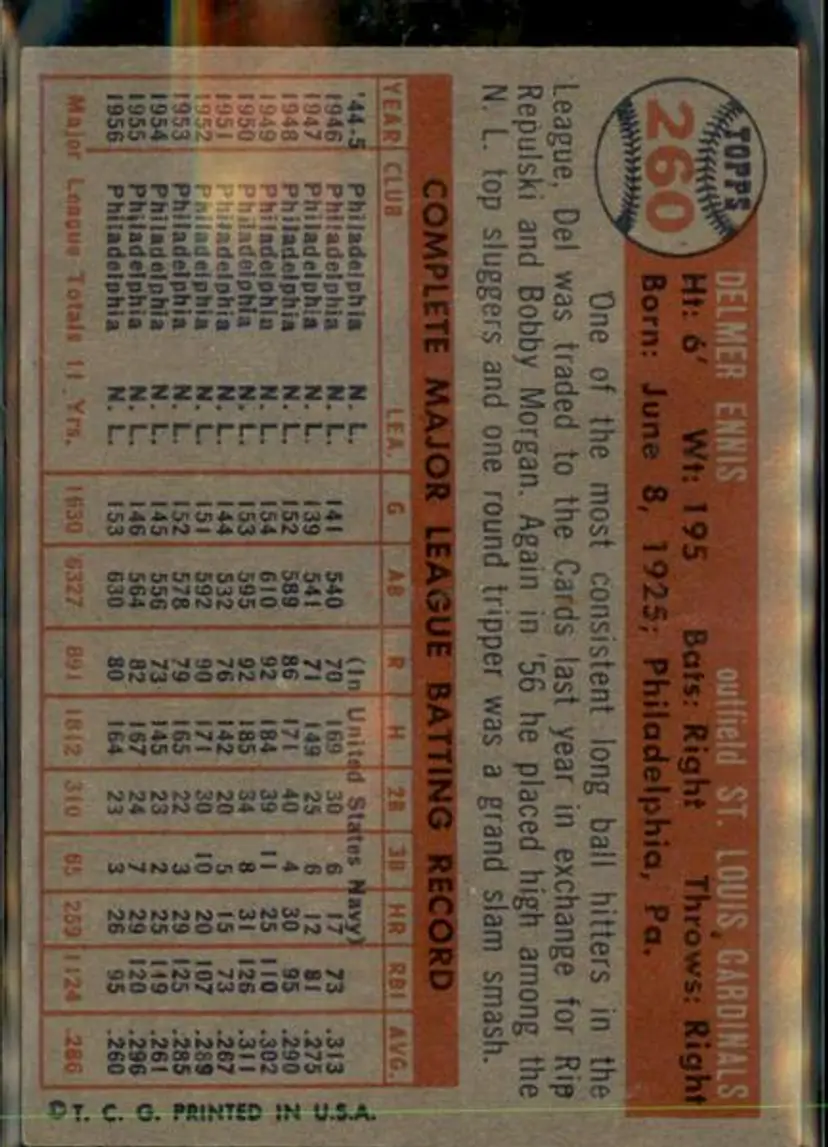 TOPPS
260
DELMER ENNIS outfield ST. LOUIS CARDINALS
Ht: 6' Wt: 195 Bats: Right Throws: Right
Born: June 8, 1925; Philadelphia, Pa.
One of the most consistent long ball hitters in the
League, Del was traded to the Cards last year in exchange for Rip
Repulski and Bobby Morgan. Again in '56 he placed high among the
N. L. top sluggers and one round tripper was a grand slam smash.
COMPLETE MAJOR LEAGUE BATTING RECORD
YEAR CLUB LEA. G AB R H 2B 3B HR RBI AVG.
'44-5 Philadelphia N. L. (In United States Navy)
1946 Philadelphia N. L. 141 540 70 169 30 6 17 73 .313
1947 Philadelphia N. L. 139 541 71 149 25 6 12 81 .275
1948 Philadelphia N. L. 152 589 86 171 40 4 30 95 .290
1949 Philadelphia N. L. 154 610 92 184 39 11 25 110 .302
1950 Philadelphia N. L. 153 595 92 185 34 8 31 126 .311
1951 Philadelphia N. L. 144 532 76 142 20 5 15 73 .267
1952 Philadelphia N. L. 151 592 90 171 30 10 20 107 .289
1953 Philadelphia N. L. 152 578 79 165 22 3 29 125 .285
1954 Philadelphia N. L. 145 556 73 145 23 2 25 119 .261
1955 Philadelphia N. L. 146 564 82 167 24 7 29 120 .296
1956 Philadelphia N. L. 153 630 80 164 23 3 26 95 .260
Major League Totals 11 Yrs. 1630 6327 891 1812 310 65 259 1124 .286
© T. C. G. PRINTED IN U.S.A.